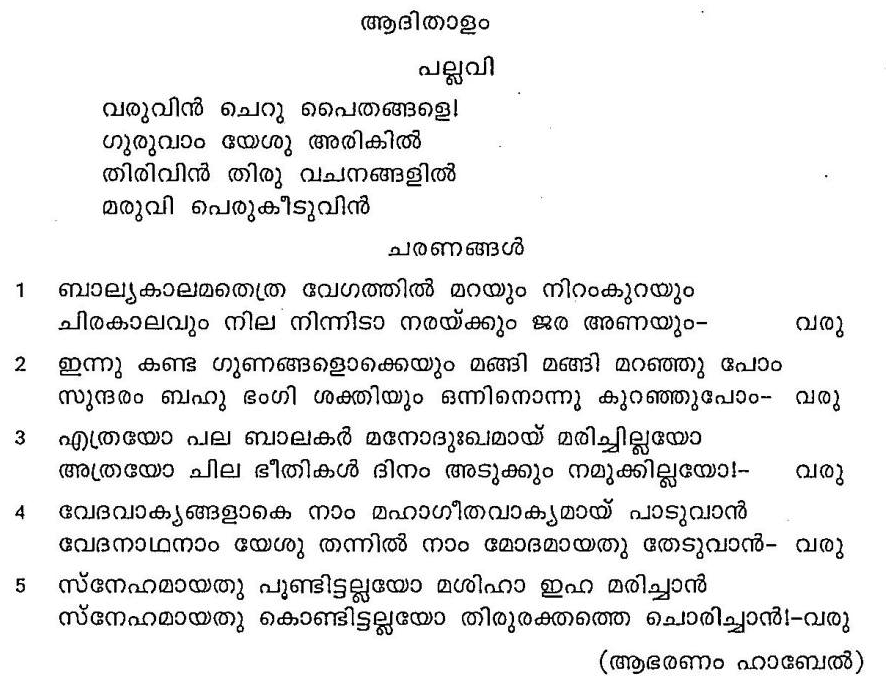 ആദിതാളം
പല്ലവി
വരുവിൻ ചെറു പൈതങ്ങളെ!
ഗുരുവാം യേശു അരികിൽ
തിരിവിൻ തിരു വചനങ്ങളിൽ
മരുവി പെരുകീടുവിൻ
ചരണങ്ങൾ
1 ബാല്യകാലമതെത്ര വേഗത്തിൽ മറയും നിറംകുറയും
ചിരകാലവും നില നിന്നിടാ നരയ്ക്കും ജര അണയും- വരു
2 ഇന്നു കണ്ട ഗുണങ്ങളൊക്കെയും മങ്ങി മങ്ങി മറഞ്ഞു പോം
സുന്ദരം ബഹു ഭംഗി ശക്തിയും ഒന്നിനൊന്നു കുറഞ്ഞുപോം- വരു
3 എത്രയോ പല ബാലകർ മനോദുഃഖമായ് മരിച്ചില്ലയോ
അത്രയോ ചില ഭീതികൾ ദിനം അടുക്കും നമുക്കില്ലയോ!- വരു
4 വേദവാക്യങ്ങളാകെ നാം മഹാഗീതവാക്യമായ് പാടുവാൻ
വേദനാഥനാം യേശു തന്നിൽ നാം മോദമായതു തേടുവാൻ- വരു
5 സ്നേഹമായതു പൂണ്ടിട്ടല്ലയോ മശിഹാ ഇഹ മരിച്ചാൻ
സ്നേഹമായതു കൊണ്ടിട്ടല്ലയോ തിരുരക്തത്തെ ചൊരിച്ചാൻ!-വരു
(ആഭരണം ഹാബേൽ)